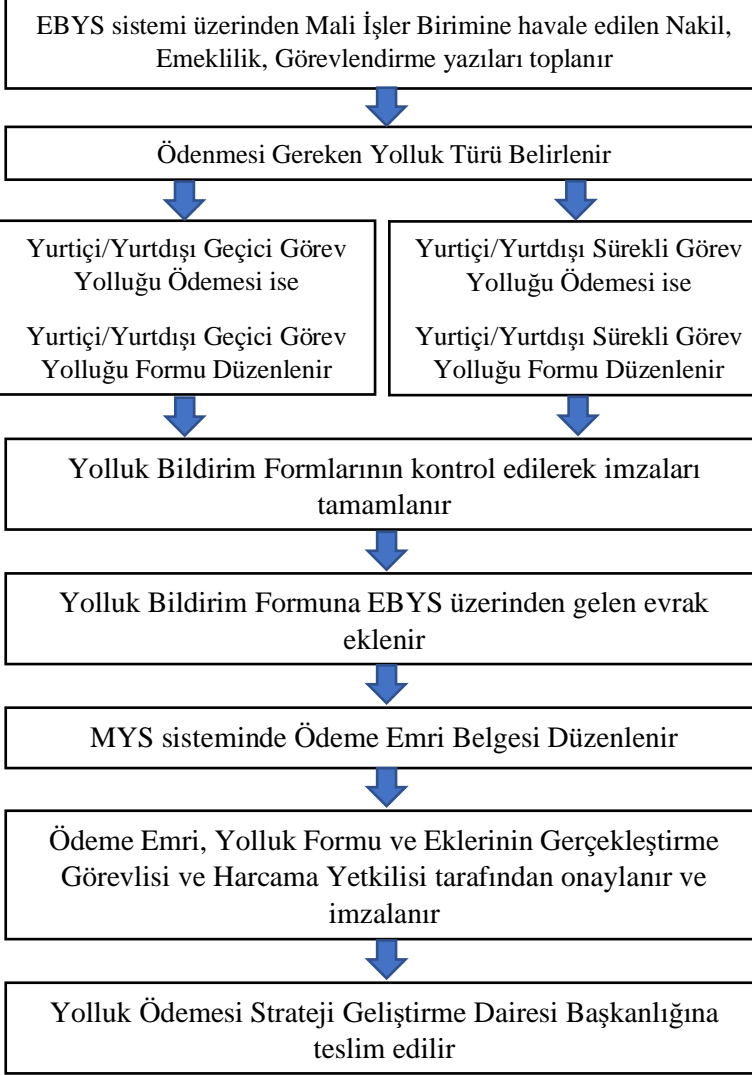 EBYS sistemi üzerinden Mali İşler Birimine havale edilen Nakil,
Emeklilik, Görevlendirme yazıları toplanır
Ödenmesi Gereken Yolluk Türü Belirlenir
Yurtiçi/Yurtdışı Geçici Görev
Yolluğu Ödemesi ise
Yurtiçi/Yurtdışı Geçici Görev
Yolluğu Formu Düzenlenir
Yurtiçi/Yurtdışı Sürekli Görev
Yolluğu Ödemesi ise
Yurtiçi/Yurtdışı Sürekli Görev
Yolluğu Formu Düzenlenir
Yolluk Bildirim Formlarının kontrol edilerek imzaları
tamamlanır
Yolluk Bildirim Formuna EBYS üzerinden gelen evrak
eklenir
MYS sisteminde Ödeme Emri Belgesi Düzenlenir
Ödeme Emri, Yolluk Formu ve Eklerinin Gerçekleştirme
Görevlisi ve Harcama Yetkilisi tarafından onaylanır ve
imzalanır
Yolluk Ödemesi Strateji Geliştirme Dairesi Başkanlığına
teslim edilir